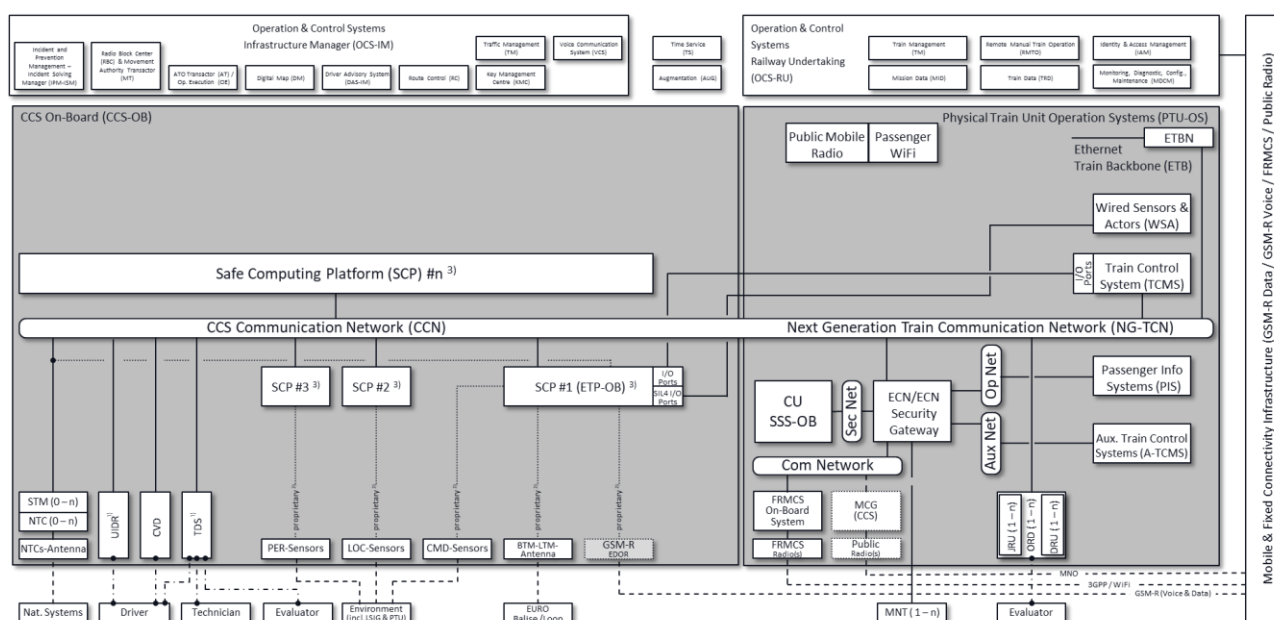 Operation & Control Systems
Infrastructure Manager (OCS-IM)
Incident and
Prevention
Management –
Incident Solving
Manager (IPM-ISM)
Radio Block Center
(RBC) & Movement
Authority Transactor
(MT)
ATO Transactor (AT) /
Op. Execution (OE)
Digital Map (DM)
Driver Advisory System
(DAS-IM)
Route Control (RC)
Traffic Management
(TM)
Key Management
Centre (KMC)
Voice Communication
System (VCS)
Time Service
(TS)
Augmentation (AUG)
Operation & Control
Systems
Railway Undertaking
(OCS-RU)
Train Management
(TM)
Remote Manual Train Operation
(RMTO)
Identity & Access Management
(IAM)
Mission Data (MID)
Train Data (TRD)
Monitoring, Diagnostic, Config.,
Maintenance (MDCM)
Mobile & Fixed Connectivity Infrastructure (GSM-R Data / GSM-R Voice / FRMCS / Public Radio)
CCS On-Board (CCS-OB)
Physical Train Unit Operation Systems (PTU-OS)
Public Mobile
Radio
Passenger
WiFi
ETBN
Ethernet
Train Backbone (ETB)
Wired Sensors &
Actors (WSA)
Safe Computing Platform (SCP) #n 3)
I/O
Ports
Train Control
System (TCMS)
CCS Communication Network (CCN)
Next Generation Train Communication Network (NG-TCN)
SCP #3 3)
SCP #2 3)
SCP #1 (ETP-OB) 3)
I/O
Ports
SIL4 I/O
Ports
CU
SSS-OB
Sec Net
ECN/ECN
Security
Gateway
Op Net
Aux Net
Passenger Info
Systems (PIS)
Aux. Train Control
Systems (A-TCMS)
Com Network
STM (0 – n)
NTC (0 – n)
NTCs-Antenna
UIDR 1)
CVD
TDS 1)
proprietary 2)
proprietary 2)
proprietary 2)
proprietary 2)
PER-Sensors
LOC-Sensors
CMD-Sensors
BTM-LTM-
Antenna
GSM-R
EDOR
FRMCS
On-Board
System
FRMCS
Radio(s)
MCG
(CCS)
Public
Radio(s)
JRU (1 – n)
ORD (1 – n)
DRU (1 – n)
MNO
3GPP / WiFi
GSM-R (Voice & Data)
Nat. Systems
Driver
Technician
Evaluator
Environment
(incl. ISIG & PTU)
EURO
Balise/Loop
MNT (1 – n)
Evaluator